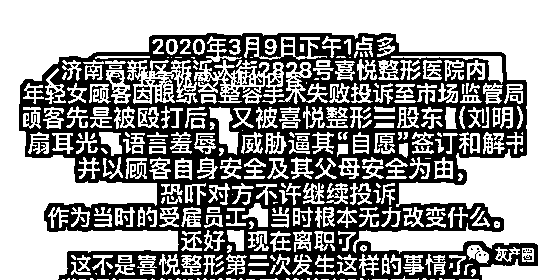 2020年3月9日下午1点多
济南高新区新泺大街2828号喜悦整形医院内
年轻女顾客因眼综合整容手术失败投诉至市场监管局
顾客先是被殴打后，又被喜悦整形二股东（刘明）
扇耳光、语言羞辱，威胁逼其“自愿”签订和解书
并以顾客自身安全及其父母安全为由，
恐吓对方不许继续投诉
作为当时的受雇员工，当时根本无力改变什么。
还好，现在离职了。
这不是喜悦整形第一次发生这样的事情了，
灰产圈